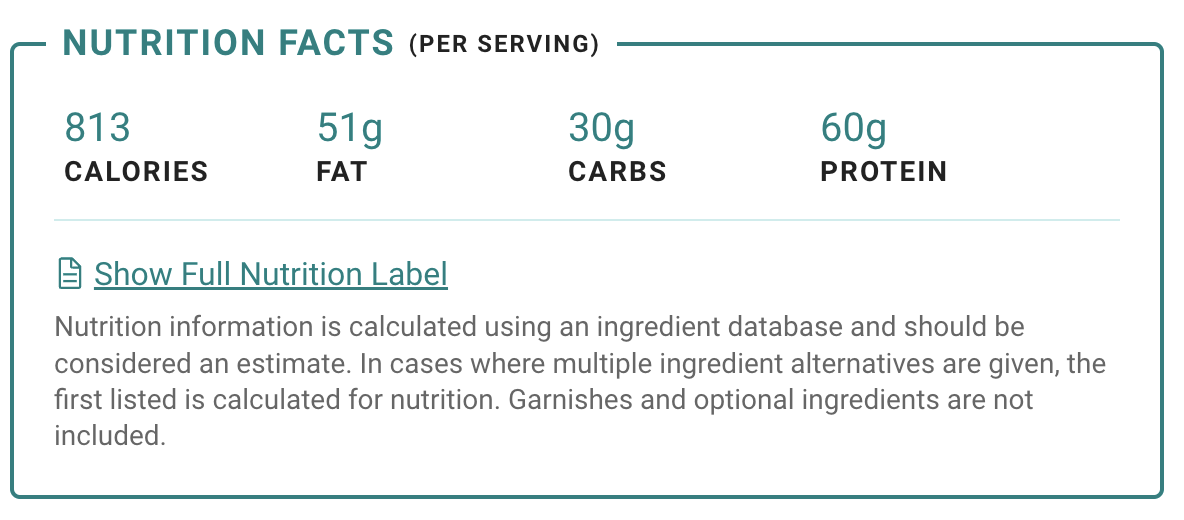 NUTRITION FACTS (PER SERVING)
813 51g 30g 60g
CALORIES FAT CARBS PROTEIN
Show Full Nutrition Label
Nutrition information is calculated using an ingredient database and should be
considered an estimate. In cases where multiple ingredient alternatives are given, the
first listed is calculated for nutrition. Garnishes and optional ingredients are not
included.